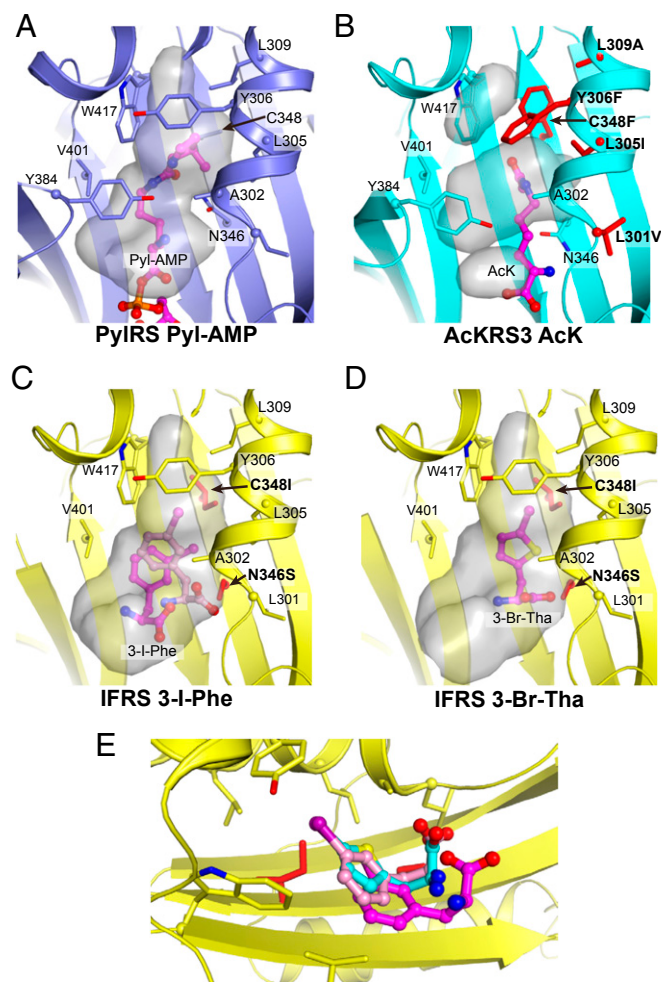 A
L309
Y306
W417
C348
L305
V401
Y384
A302
N346
Pyl-AMP
PylRS Pyl-AMP
B
L309A
Y306F
W417
C348F
L305I
V401
Y384
A302
L301V
N346
AcK
AcKRS3 AcK
C
L309
Y306
W417
C348I
V401
L305
A302
N346S
L301
3-I-Phe
IFRS 3-I-Phe
D
L309
Y306
W417
C348I
V401
L305
A302
N346S
L301
3-Br-Tha
IFRS 3-Br-Tha
E